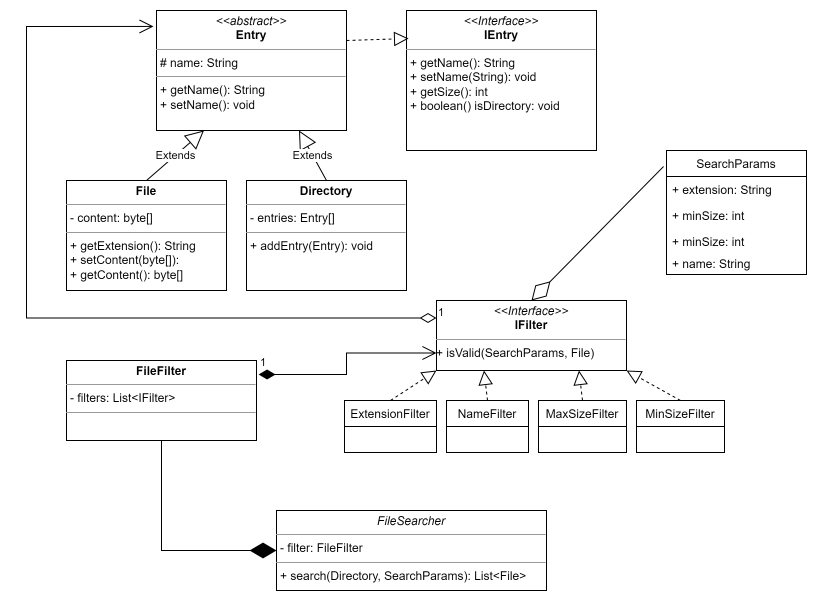 <<abstract>>
Entry
# name: String
+ getName(): String
+ setName(): void
<<Interface>>
IEntry
+ getName(): String
+ setName(String): void
+ getSize(): int
+ boolean() isDirectory: void
Extends
Extends
File
- content: byte[]
+ getExtension(): String
+ setContent(byte[]):
+ getContent(): byte[]
Directory
- entries: Entry[]
+ addEntry(Entry): void
SearchParams
+ extension: String
+ minSize: int
+ minSize: int
+ name: String
1
<<Interface>>
IFilter
+ isValid(SearchParams, File)
1
FileFilter
- filters: List<IFilter>
ExtensionFilter
NameFilter
MaxSizeFilter
MinSizeFilter
FileSearcher
- filter: FileFilter
+ search(Directory, SearchParams): List<File>